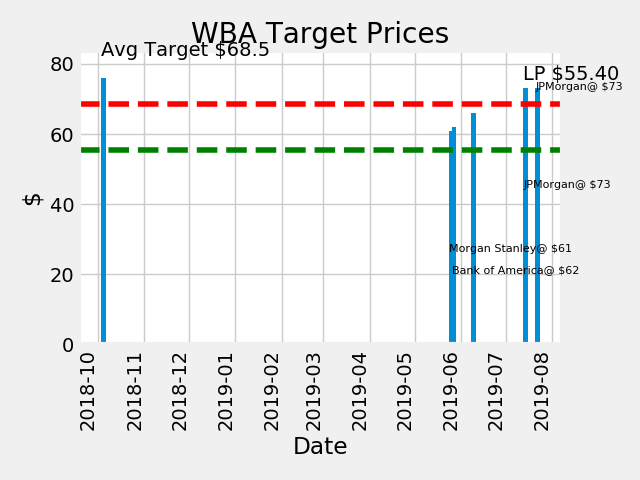 WBA Target Prices
Avg Target $68.5
LP $55.40
JPMorgan@ $73
JPMorgan@ $73
Morgan Stanley@ $61
Bank of America@ $62
$
80
60
40
20
0
2018-10
2018-11
2018-12
2019-01
2019-02
2019-03
2019-04
2019-05
2019-06
2019-07
2019-08
Date